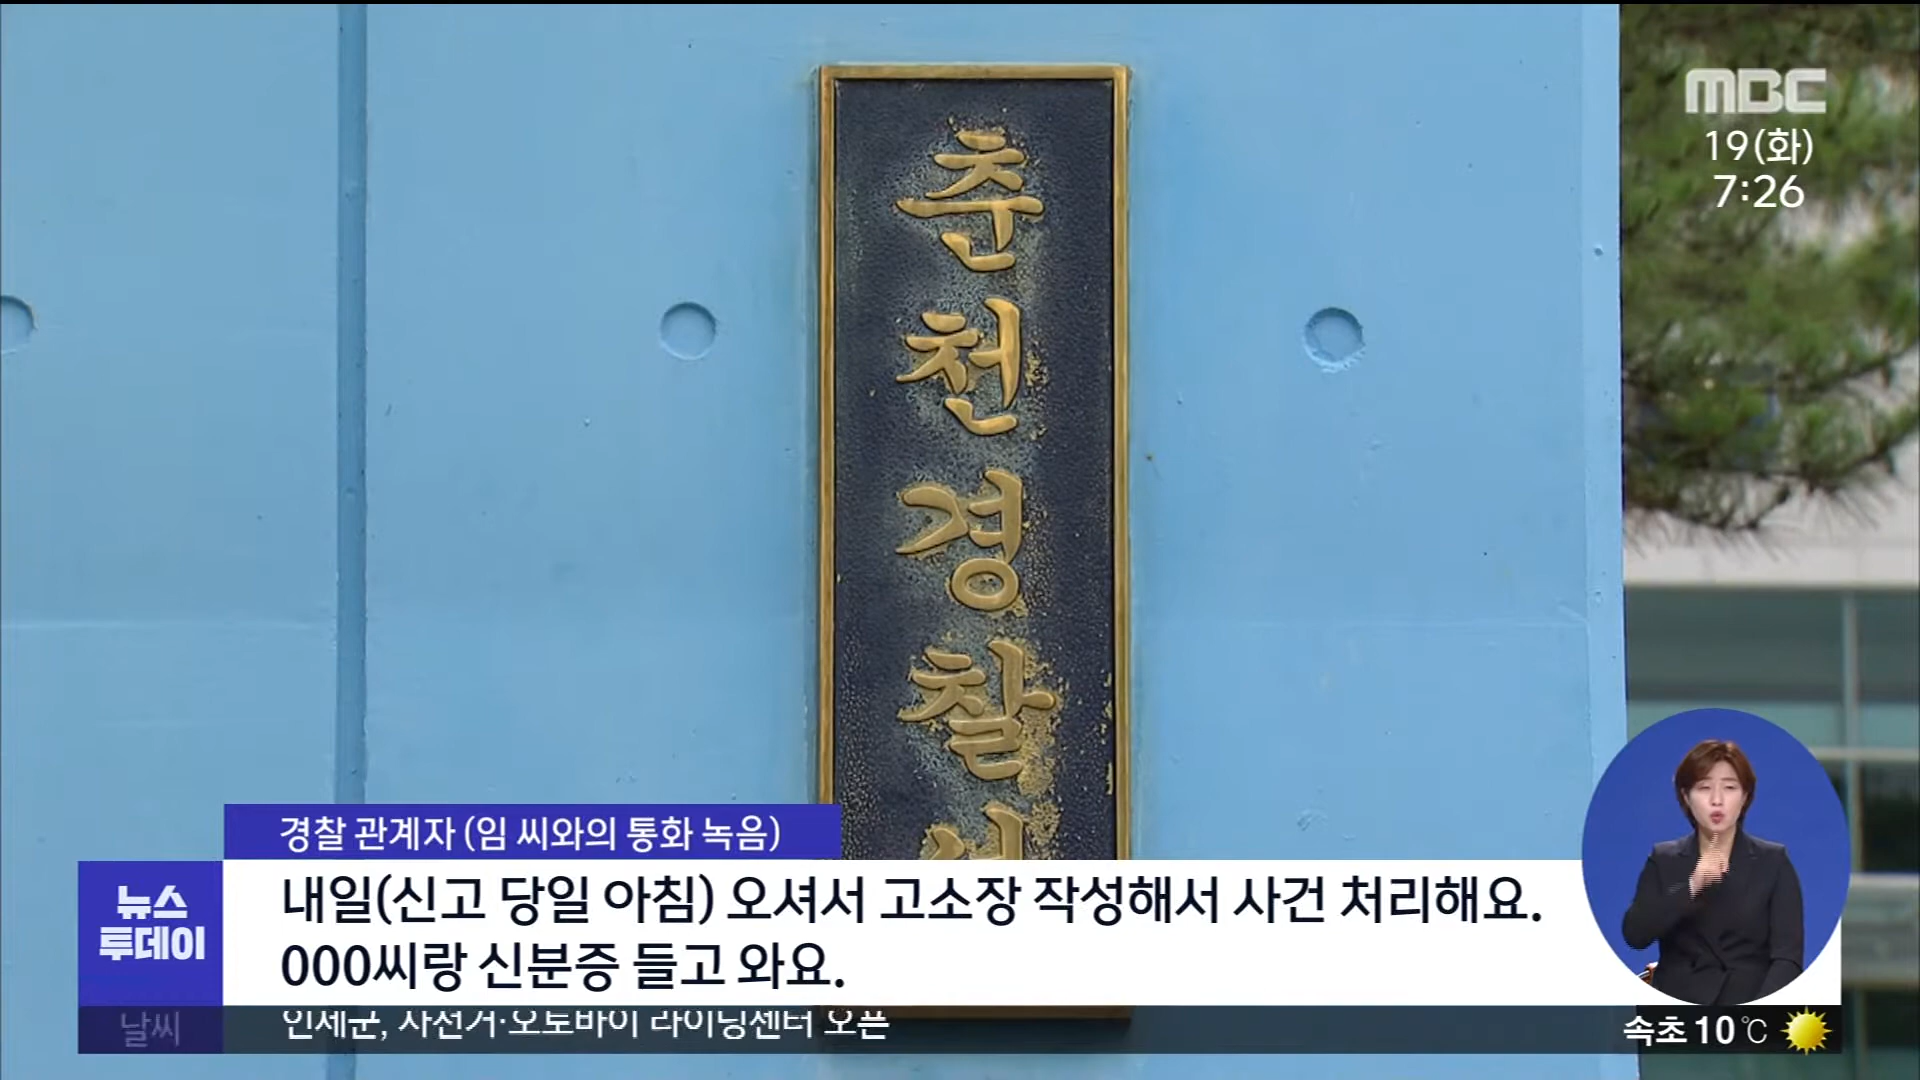 MBC
19(화)
7:26
춘천경찰서
경찰 관계자 (임 씨와의 통화 녹음)
뉴스
투데이
내일(신고 당일 아침) 오셔서 고소장 작성해서 사건 처리해요.
000씨랑 신분증 들고 와요.
날씨
인제군, 자전거·오토바이 라이딩센터 오픈
속초 10℃